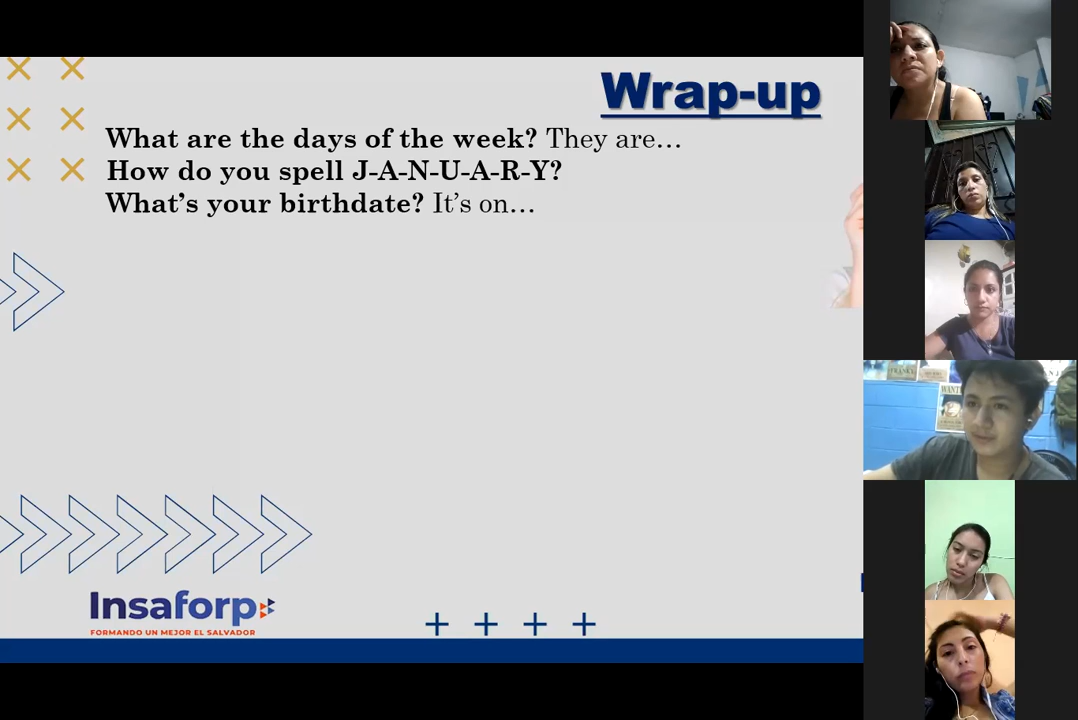 Wrap-up
What are the days of the week? They are…
How do you spell J-A-N-U-A-R-Y?
What’s your birthdate? It’s on…
Insaforp
FORMANDO UN MEJOR EL SALVADOR